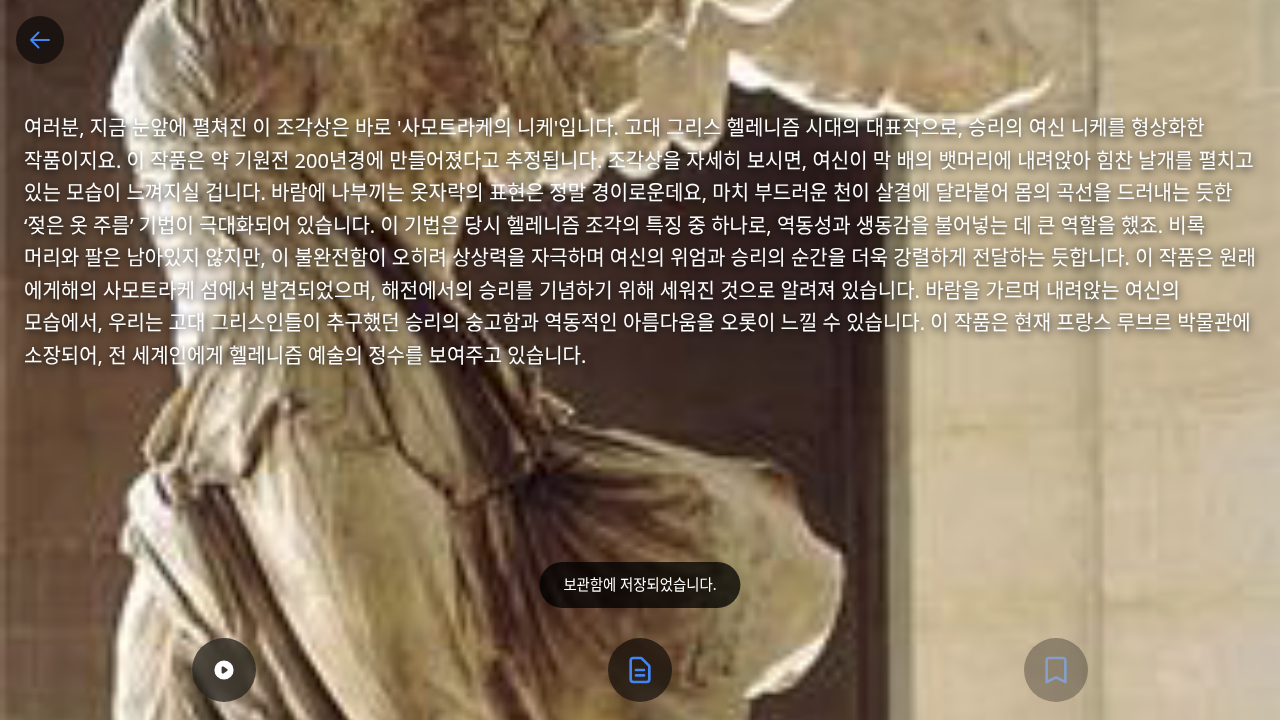 여러분, 지금 눈앞에 펼쳐진 이 조각상은 바로 '사모트라케의 니케'입니다. 고대 그리스 헬레니즘 시대의 대표작으로, 승리의 여신 니케를 형상화한
작품이지요. 이 작품은 약 기원전 200년경에 만들어졌다고 추정됩니다. 조각상을 자세히 보시면, 여신이 막 배의 뱃머리에 내려앉아 힘찬 날개를 펼치고
있는 모습이 느껴지실 겁니다. 바람에 나부끼는 옷자락의 표현은 정말 경이로운데요, 마치 부드러운 천이 살결에 달라붙어 몸의 곡선을 드러내는 듯한
‘젖은 옷 주름’ 기법이 극대화되어 있습니다. 이 기법은 당시 헬레니즘 조각의 특징 중 하나로, 역동성과 생동감을 불어넣는 데 큰 역할을 했죠. 비록
머리와 팔은 남아있지 않지만, 이 불완전함이 오히려 상상력을 자극하며 여신의 위엄과 승리의 순간을 더욱 강렬하게 전달하는 듯합니다. 이 작품은 원래
에게해의 사모트라케 섬에서 발견되었으며, 해전에서의 승리를 기념하기 위해 세워진 것으로 알려져 있습니다. 바람을 가르며 내려앉는 여신의
모습에서, 우리는 고대 그리스인들이 추구했던 승리의 숭고함과 역동적인 아름다움을 오롯이 느낄 수 있습니다. 이 작품은 현재 프랑스 루브르 박물관에
소장되어, 전 세계인에게 헬레니즘 예술의 정수를 보여주고 있습니다.
보관함에 저장되었습니다.